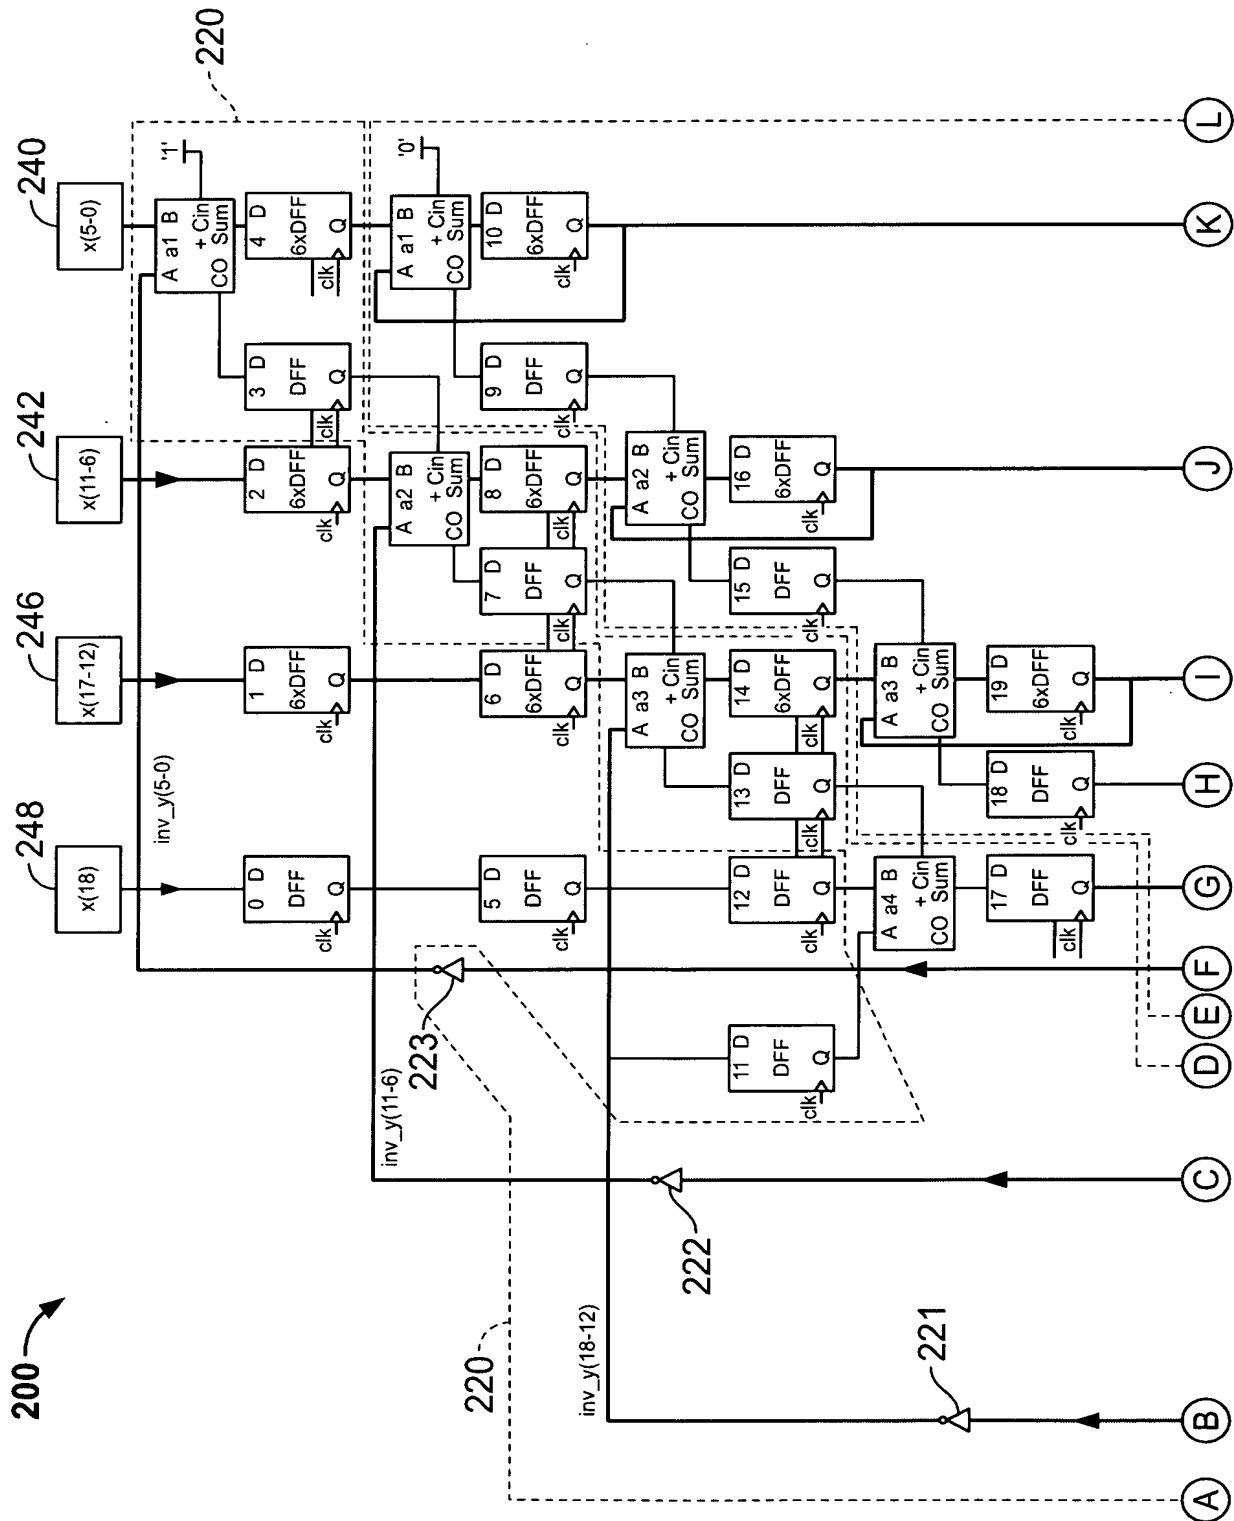 200
220
240
242
246
248
x(5-0)
x(11-6)
x(17-12)
x(18)
'1'
A a1 B
+ Cin
CO Sum
inv_y(5-0)
0 D
DFF
Q
clk
1 D
6xDFF
Q
clk
2 D
6xDFF
Q
clk
3 D
DFF
Q
clk
4 D
6xDFF
Q
clk
'0'
A a1 B
+ Cin
CO Sum
A a2 B
+ Cin
CO Sum
inv_y(11-6)
223
5 D
DFF
Q
clk
6 D
6xDFF
Q
clk
7 D
DFF
Q
clk
8 D
6xDFF
Q
9 D
DFF
Q
clk
10 D
6xDFF
Q
clk
A a2 B
+ Cin
CO Sum
A a3 B
+ Cin
CO Sum
inv_y(18-12)
220
222
11 D
DFF
Q
clk
12 D
DFF
Q
clk
13 D
DFF
Q
clk
14 D
6xDFF
Q
clk
15 D
DFF
Q
clk
16 D
6xDFF
Q
clk
A a3 B
+ Cin
CO Sum
A a4 B
+ Cin
CO Sum
221
17 D
DFF
Q
clk
18 D
DFF
Q
clk
19 D
6xDFF
Q
clk
A
B
C
D
E
F
G
H
I
J
K
L